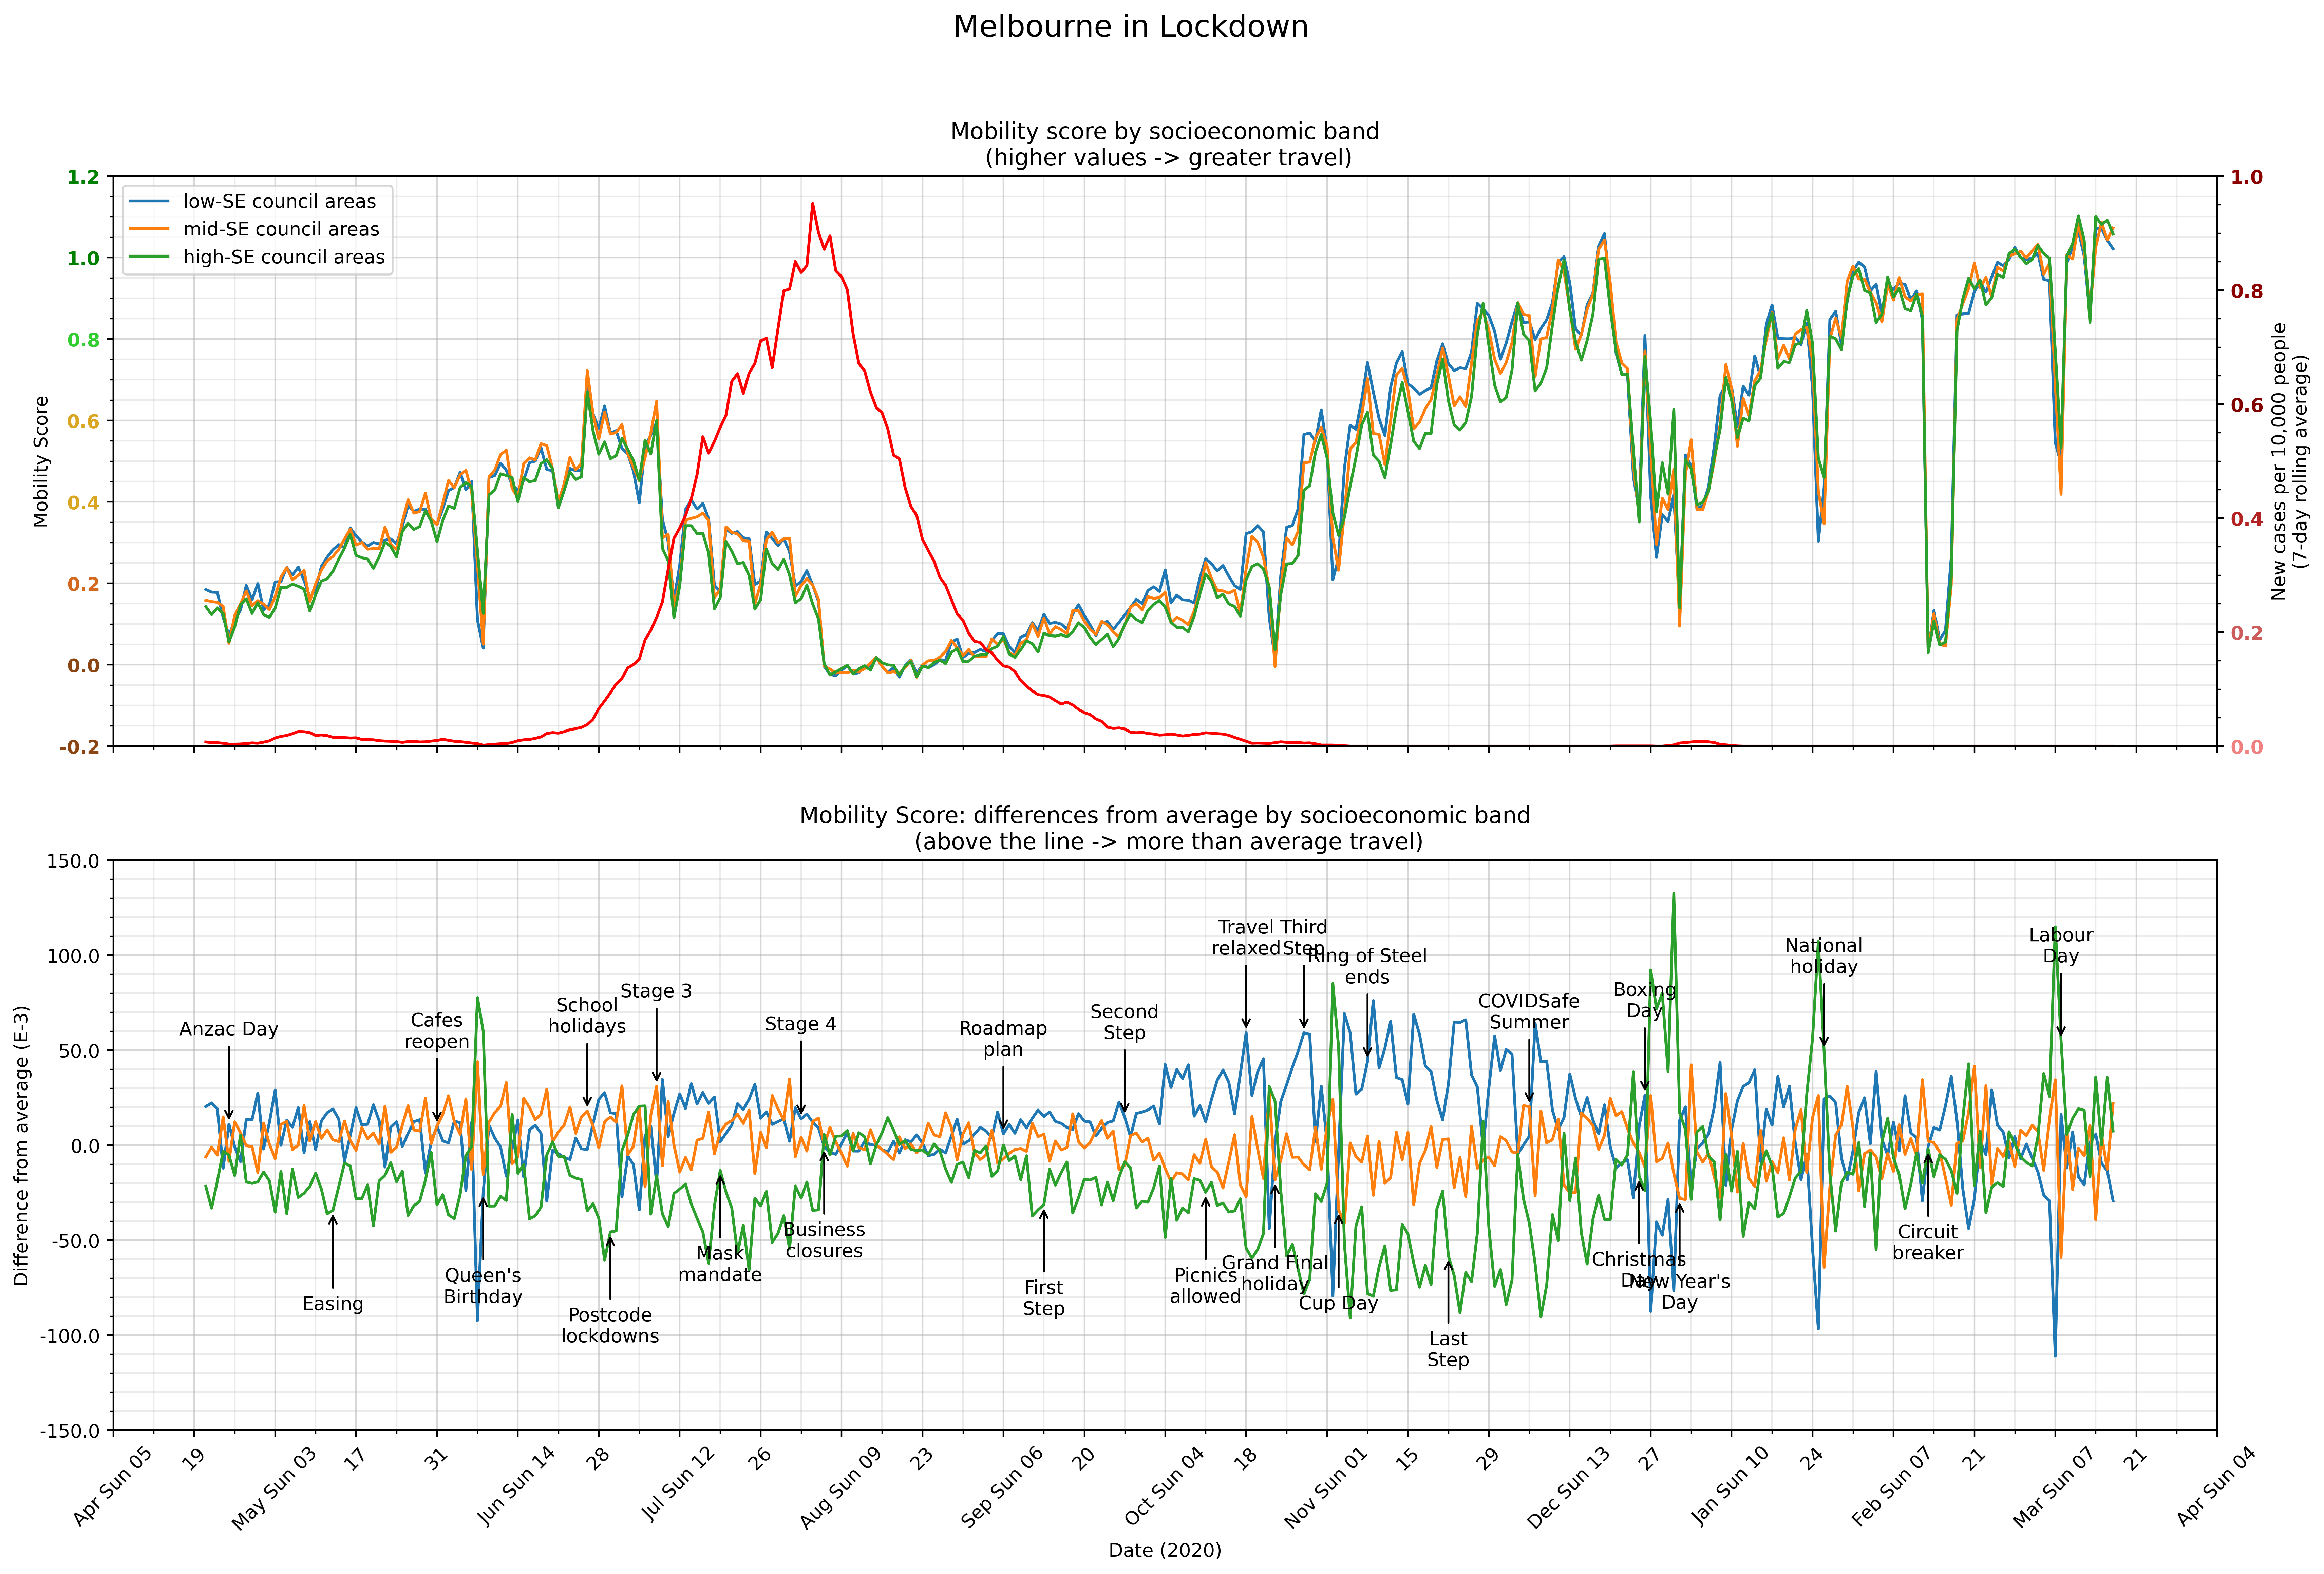 Melbourne in Lockdown
Mobility score by socioeconomic band
(higher values -> greater travel)
1.2
1.0
0.8
0.6
0.4
0.2
0.0
-0.2
Mobility Score
low-SE council areas
mid-SE council areas
high-SE council areas
1.0
0.8
0.6
0.4
0.2
0.0
New cases per 10,000 people
(7-day rolling average)
Mobility Score: differences from average by socioeconomic band
(above the line -> more than average travel)
150.0
100.0
50.0
0.0
-50.0
-100.0
-150.0
Difference from average (E-3)
Anzac Day
Easing
Cafes
reopen
Queen's
Birthday
School
holidays
Postcode
lockdowns
Stage 3
Mask
mandate
Stage 4
Business
closures
Roadmap
plan
First
Step
Second
Step
Picnics
allowed
Travel
relaxed
Grand Final
holiday
Third
Step
Cup Day
Ring of Steel
ends
Last
Step
COVIDSafe
Summer
Christmas
Day
Boxing
Day
New Year's
Day
National
holiday
Circuit
breaker
Labour
Day
Apr Sun 05
19
May Sun 03
17
31
Jun Sun 14
28
Jul Sun 12
26
Aug Sun 09
23
Sep Sun 06
20
Oct Sun 04
18
Nov Sun 01
15
29
Dec Sun 13
27
Jan Sun 10
24
Feb Sun 07
21
Mar Sun 07
21
Apr Sun 04
Date (2020)